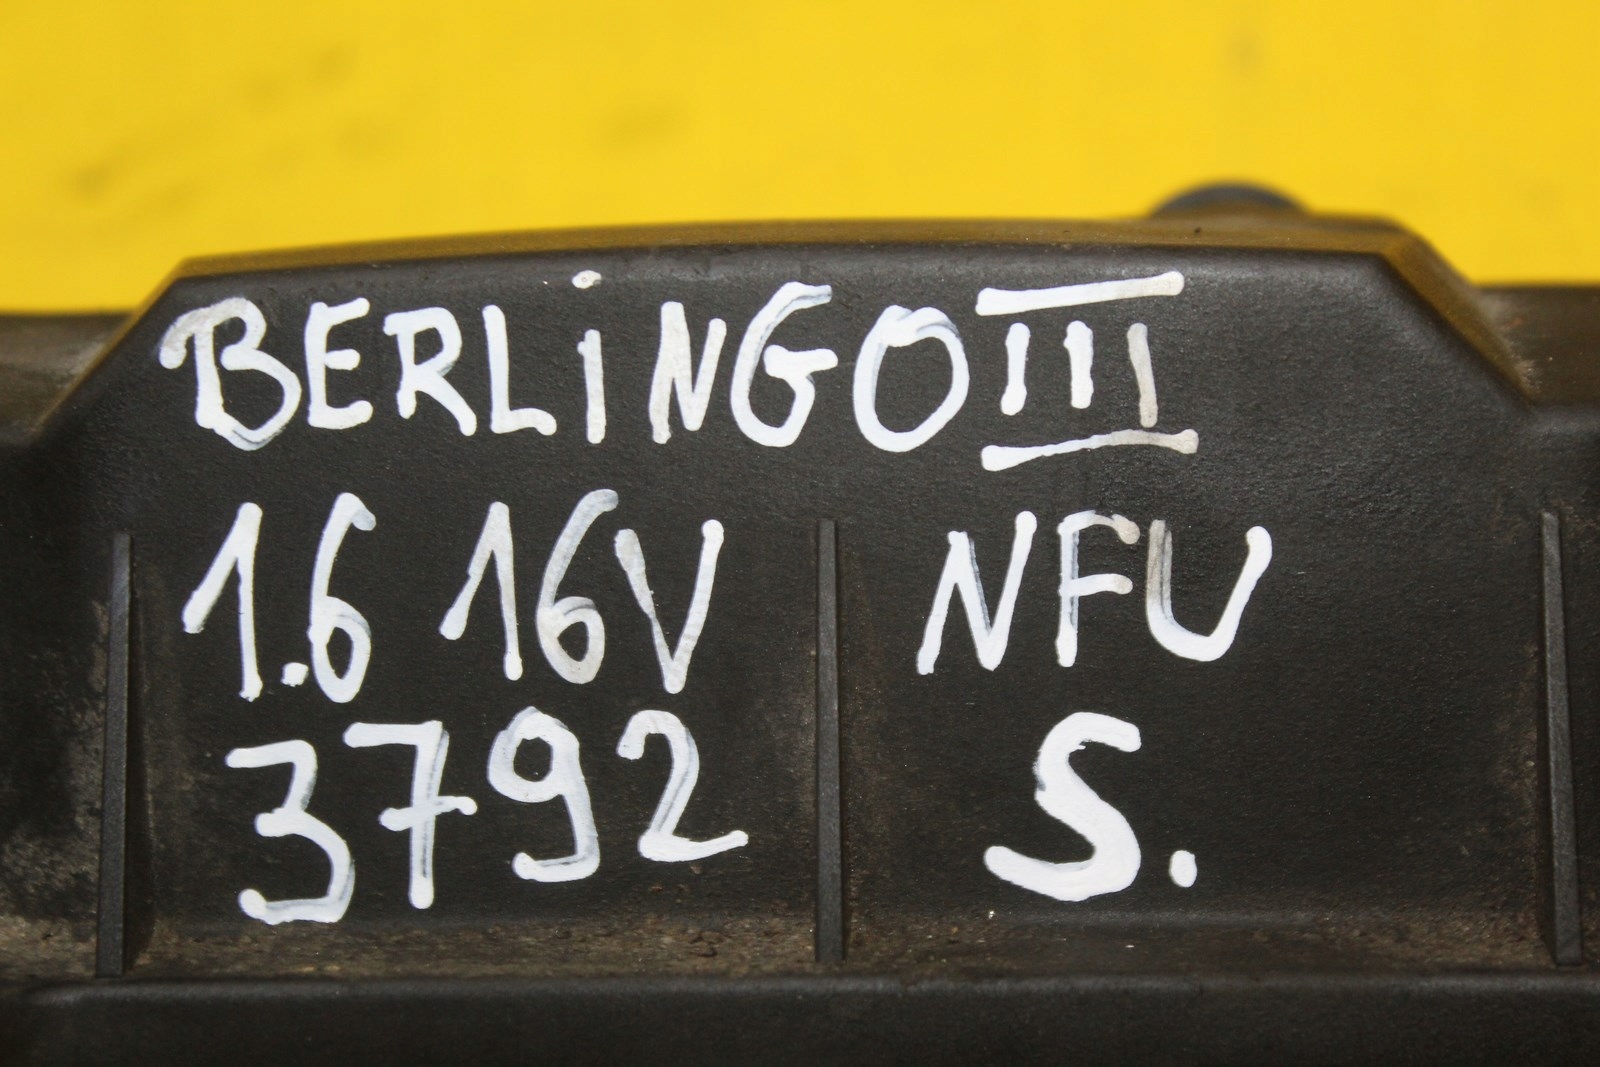 BERLiNGO III
1.6 16V NFU
3792 S.